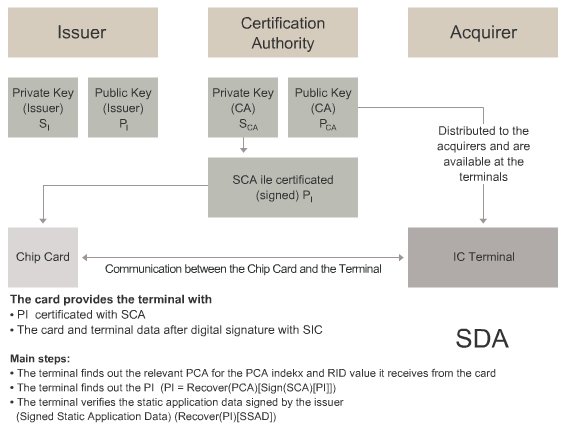 Issuer
Certification
Authority
Acquirer
Private Key
(Issuer)
SI
Public Key
(Issuer)
PI
Private Key
(CA)
SCA
Public Key
(CA)
PCA
Distributed to the
acquirers and are
available at the
terminals
SCA ile certificated
(signed) PI
Chip Card
Communication between the Chip Card and the Terminal
IC Terminal
The card provides the terminal with
• PI certificated with SCA
• The card and terminal data after digital signature with SIC
SDA
Main steps:
• The terminal finds out the relevant PCA for the PCA indekx and RID value it receives from the card
• The terminal finds out the PI (PI = Recover(PCA)[Sign(SCA)[PI]])
• The terminal verifies the static application data signed by the issuer
(Signed Static Application Data) (Recover(PI)[SSAD])